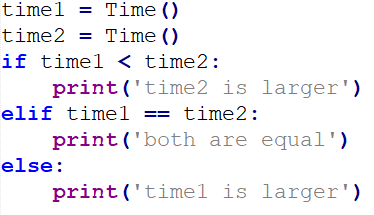 time1 = Time()
time2 = Time()
if time1 < time2:
    print('time2 is larger')
elif time1 == time2:
    print('both are equal')
else:
    print('time1 is larger')